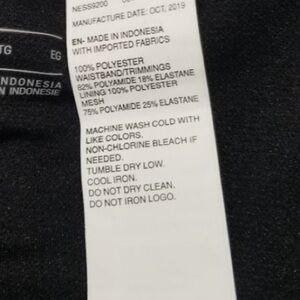 NESS9200
MANUFACTURE DATE: OCT, 2019
EN- MADE IN INDONESIA
WITH IMPORTED FABRICS
100% POLYESTER
WAISTBAND/TRIMMINGS
82% POLYAMIDE 18% ELASTANE
LINING 100% POLYESTER
MESH
75% POLYAMIDE 25% ELASTANE
MACHINE WASH COLD WITH
LIKE COLORS.
NON-CHLORINE BLEACH IF
NEEDED.
TUMBLE DRY LOW.
COOL IRON.
DO NOT DRY CLEAN.
DO NOT IRON LOGO.
TG EG
INDONESIA
INDONESIE